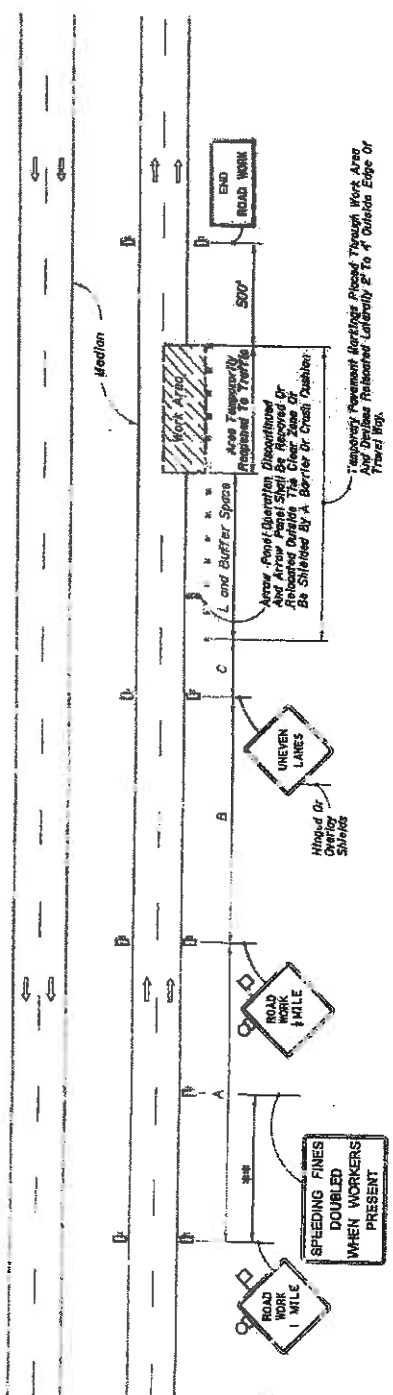 Median
Work Area
Area Temporarily
Reopened To Traffic
END
ROAD WORK
500'
L and Buffer Space
C
B
A
**
Arrow Panel Operation Discontinued
And Arrow Panel Shall Be Removed Or
Relocated Outside The Clear Zone Or
Be Shielded By A Barrier Or Crash Cushion
Temporary Pavement Markings Placed Through Work Area
And Devices Relocated Laterally 2' To 4' Outside Edge Of
Travel Way.
UNEVEN
LANES
Hinged Or
Overlay
Shields
ROAD
WORK
½ MILE
SPEEDING FINES
DOUBLED
WHEN WORKERS
PRESENT
ROAD
WORK
1 MILE